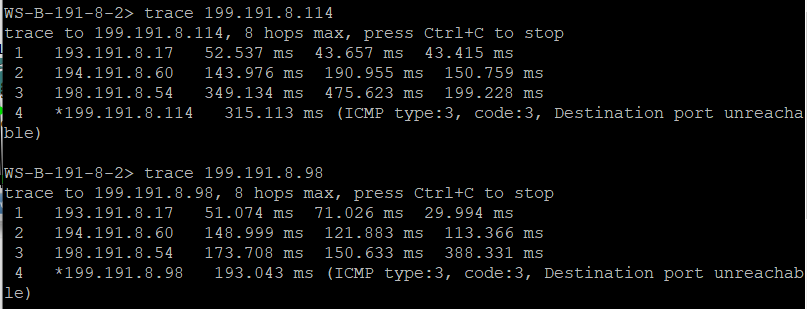 WS-B-191-8-2> trace 199.191.8.114
trace to 199.191.8.114, 8 hops max, press Ctrl+C to stop
 1   193.191.8.17   52.537 ms  43.657 ms  43.415 ms
 2   194.191.8.60   143.976 ms  190.955 ms  150.759 ms
 3   198.191.8.54   349.134 ms  475.623 ms  199.228 ms
 4   *199.191.8.114   315.113 ms (ICMP type:3, code:3, Destination port unreacha
ble)

WS-B-191-8-2> trace 199.191.8.98
trace to 199.191.8.98, 8 hops max, press Ctrl+C to stop
 1   193.191.8.17   51.074 ms  71.026 ms  29.994 ms
 2   194.191.8.60   148.999 ms  121.883 ms  113.366 ms
 3   198.191.8.54   173.708 ms  150.633 ms  388.331 ms
 4   *199.191.8.98   193.043 ms (ICMP type:3, code:3, Destination port unreachab
le)